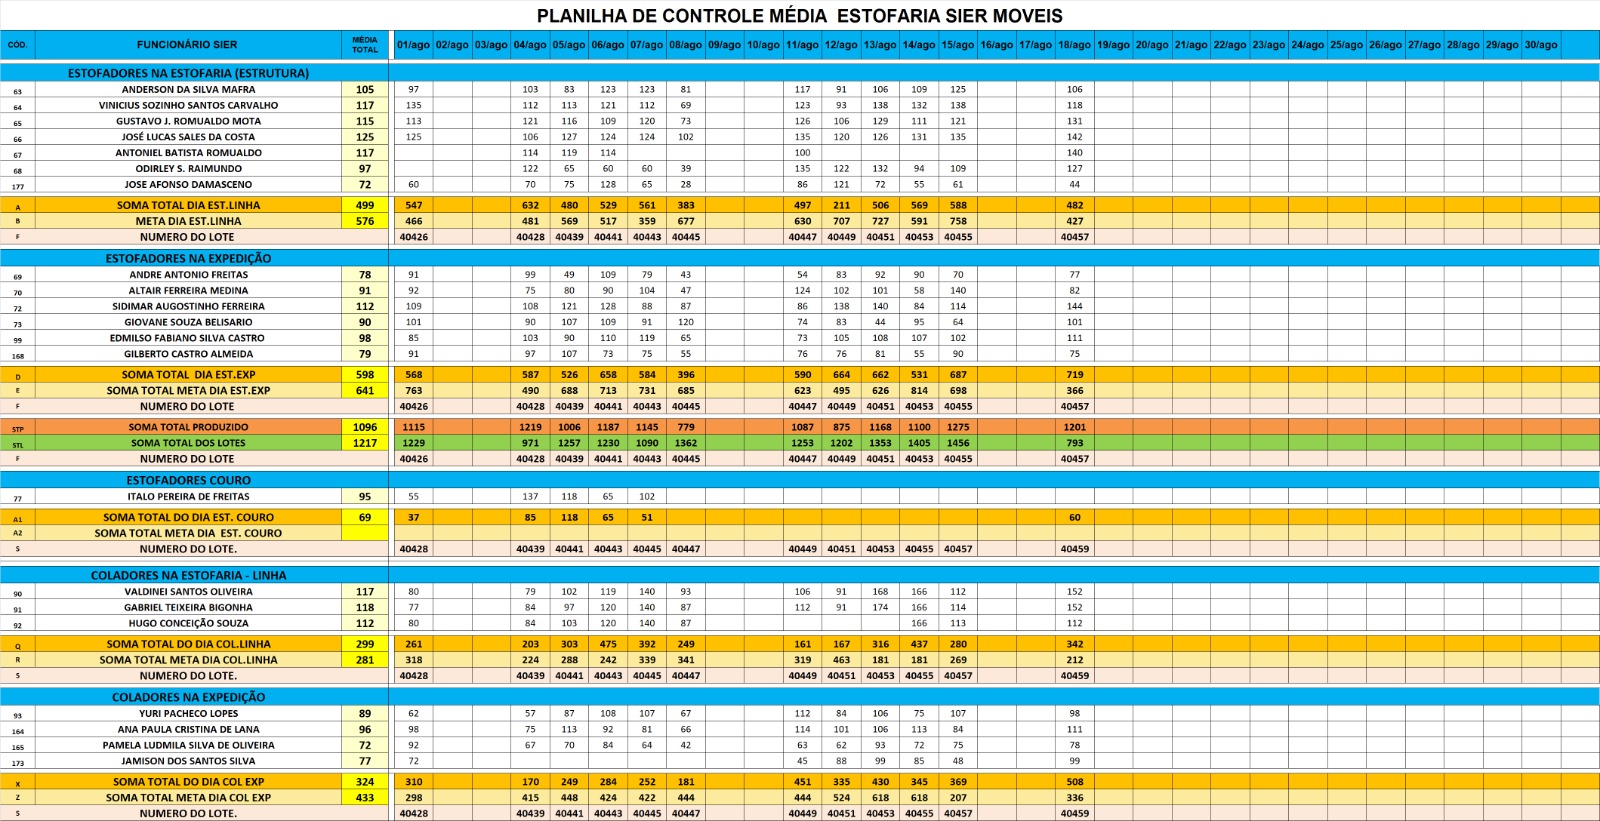 PLANILHA DE CONTROLE MÉDIA ESTOFARIA SIER MOVEIS
CÓD. FUNCIONÁRIO SIER MÉDIA TOTAL 01/ago 02/ago 03/ago 04/ago 05/ago 06/ago 07/ago 08/ago 09/ago 10/ago 11/ago 12/ago 13/ago 14/ago 15/ago 16/ago 17/ago 18/ago 19/ago 20/ago 21/ago 22/ago 23/ago 24/ago 25/ago 26/ago 27/ago 28/ago 29/ago 30/ago
ESTOFADORES NA ESTOFARIA (ESTRUTURA)
63 ANDERSON DA SILVA MAFRA 105 97 103 83 123 123 81 117 91 106 109 125 106
64 VINICIUS SOZINHO SANTOS CARVALHO 117 135 112 113 121 112 69 123 93 138 132 138 118
65 GUSTAVO J. ROMUALDO MOTA 115 113 121 116 109 120 73 126 106 129 111 121 131
66 JOSÉ LUCAS SALES DA COSTA 125 125 106 127 124 124 102 135 120 126 131 135 142
67 ANTONIEL BATISTA ROMUALDO 117 114 119 114 100 140
68 ODIRLEY S. RAIMUNDO 97 122 65 60 60 39 135 122 132 94 109 127
177 JOSE AFONSO DAMASCENO 72 60 70 75 128 65 28 86 121 72 55 61 44
A SOMA TOTAL DIA EST.LINHA 499 547 632 480 529 561 383 497 211 506 569 588 482
B META DIA EST.LINHA 576 466 481 569 517 359 677 630 707 727 591 758 427
F NUMERO DO LOTE 40426 40428 40439 40441 40443 40445 40447 40449 40451 40453 40455 40457
ESTOFADORES NA EXPEDIÇÃO
69 ANDRE ANTONIO FREITAS 78 91 99 49 109 79 43 54 83 92 90 70 77
70 ALTAIR FERREIRA MEDINA 91 92 75 80 90 104 47 124 102 101 58 140 82
72 SIDIMAR AUGOSTINHO FERREIRA 112 109 108 121 128 88 87 86 138 140 84 114 144
73 GIOVANE SOUZA BELISARIO 90 101 90 107 109 91 120 74 83 44 95 64 101
99 EDMILSO FABIANO SILVA CASTRO 98 85 103 90 110 119 65 73 105 108 107 102 111
168 GILBERTO CASTRO ALMEIDA 79 91 97 107 73 75 55 76 76 81 55 90 75
D SOMA TOTAL DIA EST.EXP 598 568 587 526 658 584 396 590 664 662 531 687 719
E SOMA TOTAL META DIA EST.EXP 641 763 490 688 713 731 685 623 495 626 814 698 366
F NUMERO DO LOTE 40426 40428 40439 40441 40443 40445 40447 40449 40451 40453 40455 40457
STP SOMA TOTAL PRODUZIDO 1096 1115 1219 1006 1187 1145 779 1087 875 1168 1100 1275 1201
STL SOMA TOTAL DOS LOTES 1217 1229 971 1257 1230 1090 1362 1253 1202 1353 1405 1456 793
F NUMERO DO LOTE 40426 40428 40439 40441 40443 40445 40447 40449 40451 40453 40455 40457
ESTOFADORES COURO
77 ITALO PEREIRA DE FREITAS 95 55 137 118 65 102
A1 SOMA TOTAL DO DIA EST. COURO 69 37 85 118 65 51 60
A2 SOMA TOTAL META DIA EST. COURO
S NUMERO DO LOTE. 40428 40439 40441 40443 40445 40447 40449 40451 40453 40455 40457 40459
COLADORES NA ESTOFARIA - LINHA
90 VALDINEI SANTOS OLIVEIRA 117 80 79 102 119 140 93 106 91 168 166 112 152
91 GABRIEL TEIXEIRA BIGONHA 118 77 84 97 120 140 87 112 91 174 166 114 152
92 HUGO CONCEIÇÃO SOUZA 112 80 84 103 120 140 87 166 113 112
Q SOMA TOTAL DO DIA COL.LINHA 299 261 203 303 475 392 249 161 167 316 437 280 342
R SOMA TOTAL META DIA COL.LINHA 281 318 224 288 242 339 341 319 463 181 181 269 212
S NUMERO DO LOTE. 40428 40439 40441 40443 40445 40447 40449 40451 40453 40455 40457 40459
COLADORES NA EXPEDIÇÃO
93 YURI PACHECO LOPES 89 62 57 87 108 107 67 112 84 106 75 107 98
164 ANA PAULA CRISTINA DE LANA 96 98 75 113 92 81 66 114 101 106 113 84 111
165 PAMELA LUDMILA SILVA DE OLIVEIRA 72 92 67 70 84 64 42 63 62 93 72 75 78
173 JAMISON DOS SANTOS SILVA 77 72 45 88 99 85 48 99
X SOMA TOTAL DO DIA COL EXP 324 310 170 249 284 252 181 451 335 430 345 369 508
Z SOMA TOTAL META DIA COL EXP 433 298 415 448 424 422 444 444 524 618 618 207 336
S NUMERO DO LOTE. 40428 40439 40441 40443 40445 40447 40449 40451 40453 40455 40457 40459